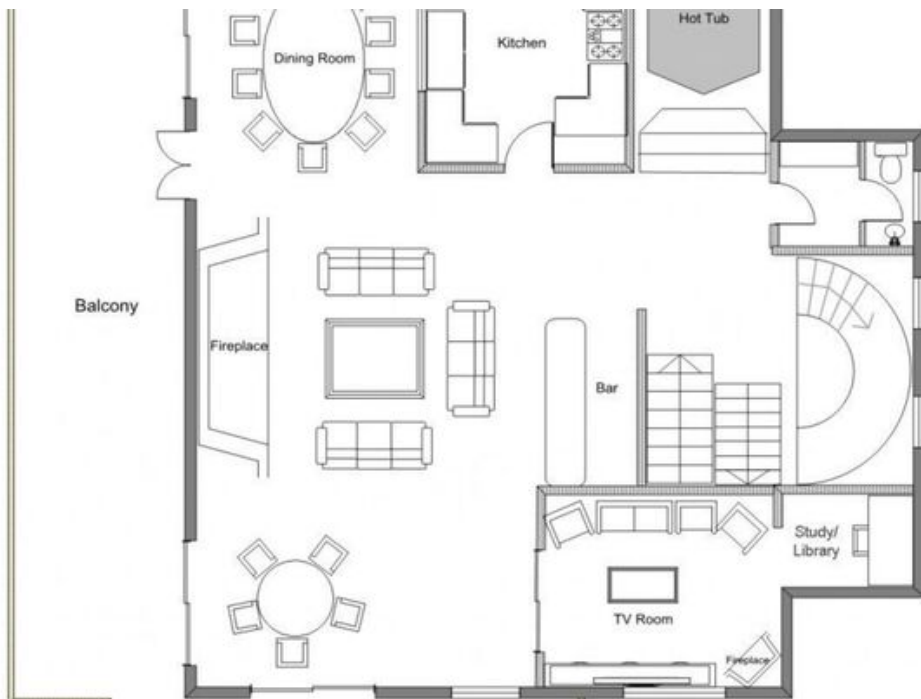 Hot Tub
Kitchen
Dining Room
Balcony
Fireplace
Bar
Study/
Library
TV Room
Fireplace